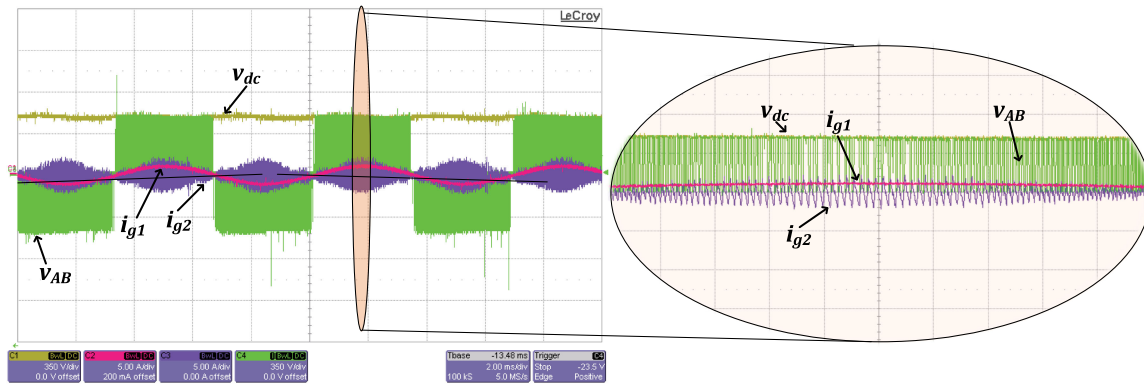 LeCroy
v_dc
i_g1
i_g2
v_AB
v_dc
i_g1
v_AB
i_g2
C1 BwL DC
350 V/div
0.0 V offset
C2 BwL DC
5.00 A/div
200 mA offset
C3 BwL DC
5.00 A/div
0.00 A offset
C4 I BwL DC
350 V/div
0.0 V offset
Tbase -13.48 ms
2.00 ms/div
100 kS 5.0 MS/s
Trigger C4
Stop -23.5 V
Edge Positive